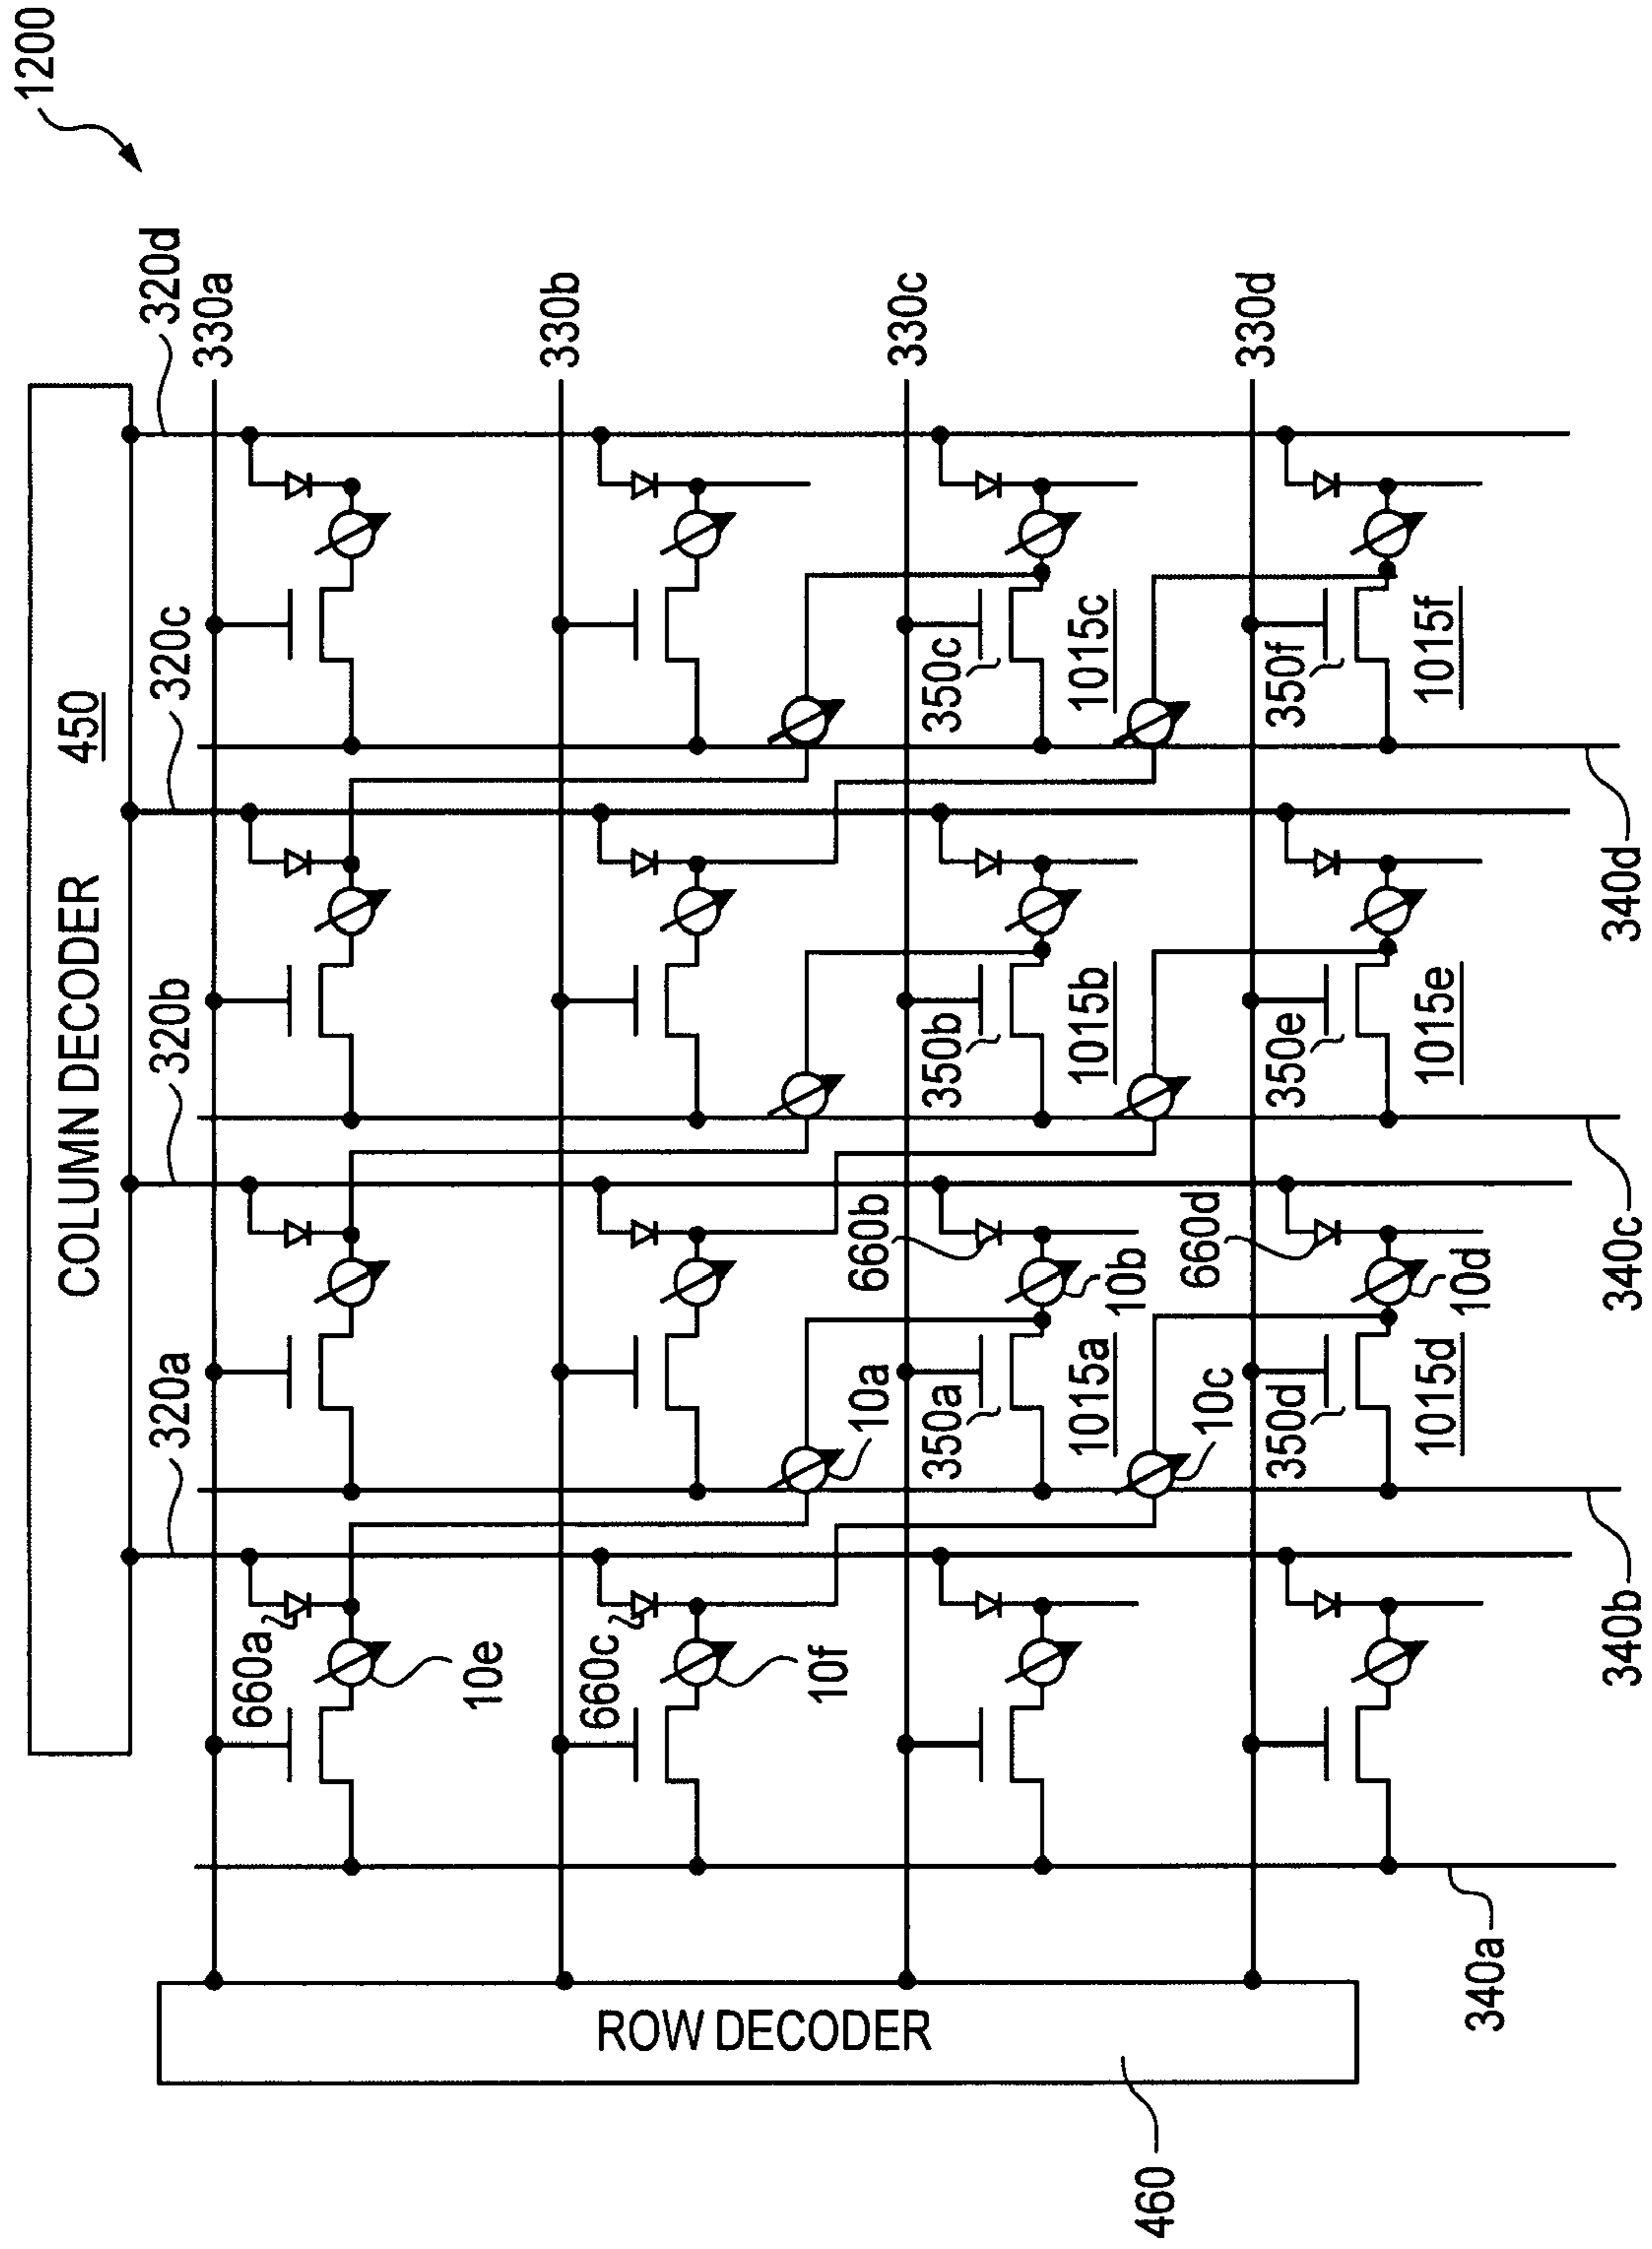 1200
COLUMN DECODER 450
320a
320b
320c
320d
330a
330b
330c
330d
660a
10e
660c
10f
10a
660b
10b
350a
1015a
350b
1015b
350c
1015c
10c
660d
10d
350d
1015d
350e
1015e
350f
1015f
340a
340b
340c
340d
ROW DECODER
460